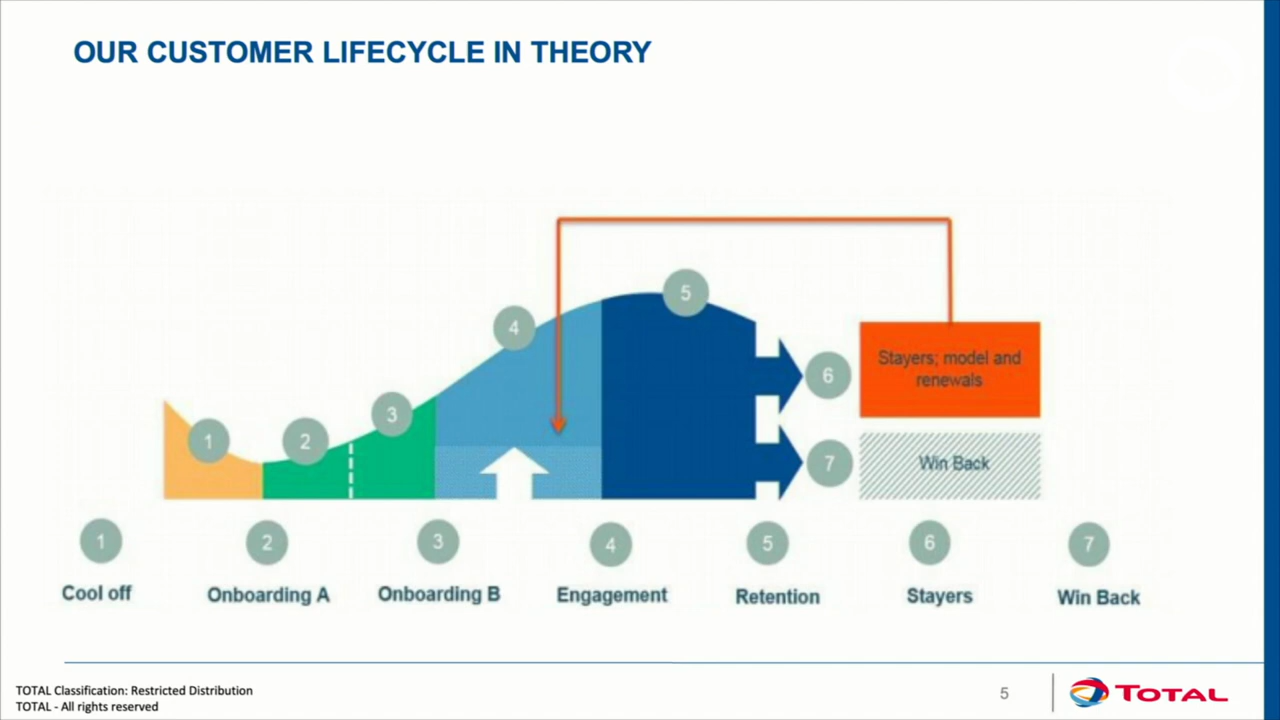 OUR CUSTOMER LIFECYCLE IN THEORY
5
4
3
2
1
6
7
Stayers; model and
renewals
Win Back
1
2
3
4
5
6
7
Cool off
Onboarding A
Onboarding B
Engagement
Retention
Stayers
Win Back
TOTAL Classification: Restricted Distribution
TOTAL - All rights reserved
5
TOTAL